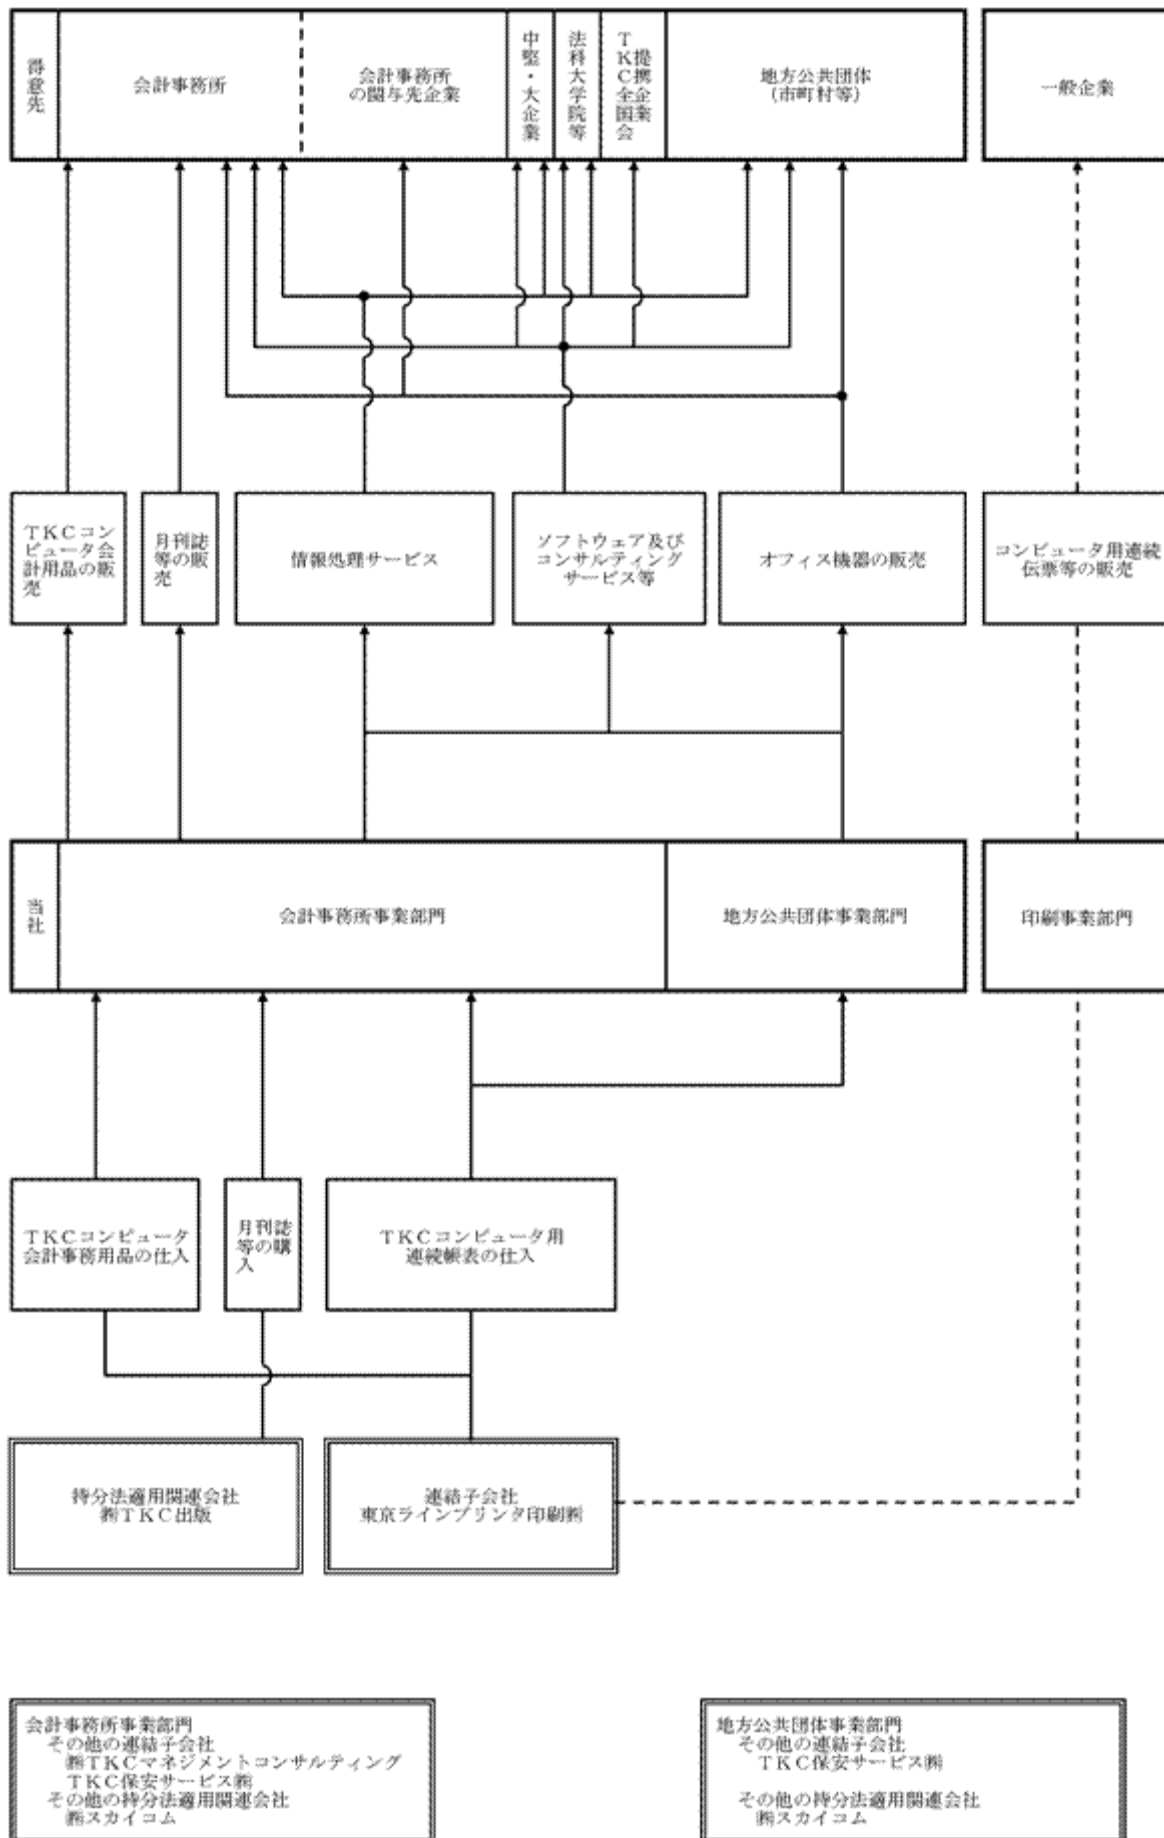 得意先
会計事務所
会計事務所
の関与先企業
中堅・大企業
法科大学院等
提携企業
TKC全国会
地方公共団体
(市町村等)
一般企業
TKCコン
ピュータ会
計用品の販
売
月刊誌
等の販
売
情報処理サービス
ソフトウェア及び
コンサルティング
サービス等
オフィス機器の販売
コンピュータ用連続
伝票等の販売
当社
会計事務所事業部門
地方公共団体事業部門
印刷事業部門
TKCコンピュータ
会計事務用品の仕入
月刊誌
等の購
入
TKCコンピュータ用
連続帳表の仕入
持分法適用関連会社
㈱TKC出版
連結子会社
東京ラインプリンタ印刷㈱
会計事務所事業部門
その他の連結子会社
㈱TKCマネジメントコンサルティング
TKC保安サービス㈱
その他の持分法適用関連会社
㈱スカイコム
地方公共団体事業部門
その他の連結子会社
TKC保安サービス㈱
その他の持分法適用関連会社
㈱スカイコム